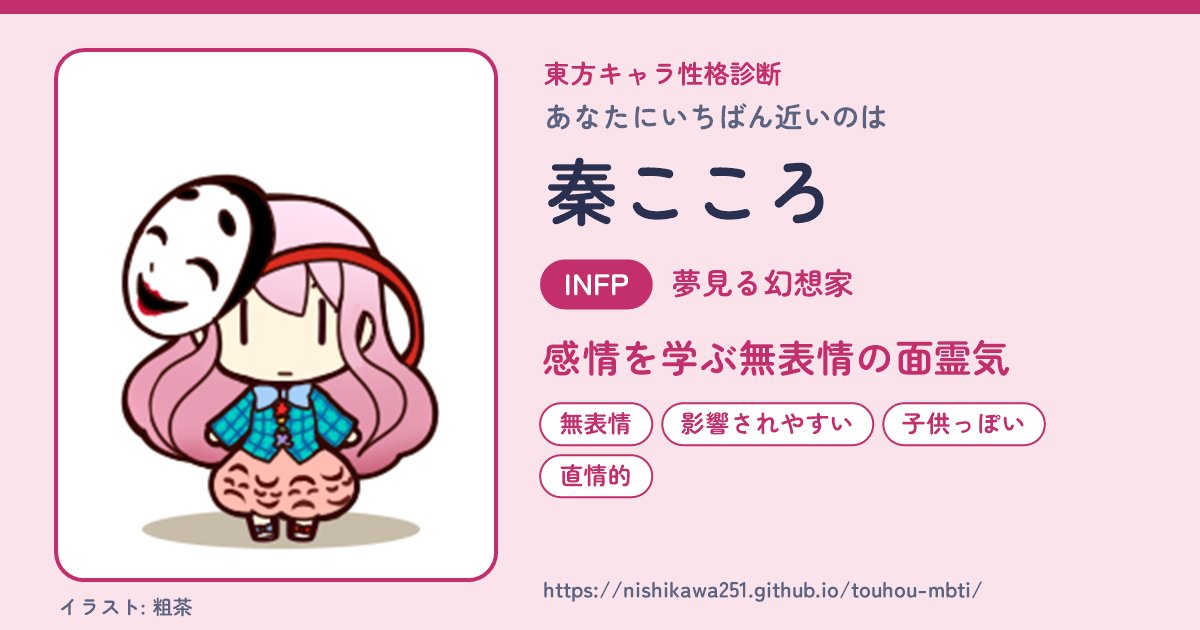 東方キャラ性格診断
あなたにいちばん近いのは
秦こころ
INFP 夢見る幻想家
感情を学ぶ無表情の面霊気
無表情 影響されやすい 子供っぽい
直情的
https://nishikawa251.github.io/touhou-mbti/
イラスト: 粗茶